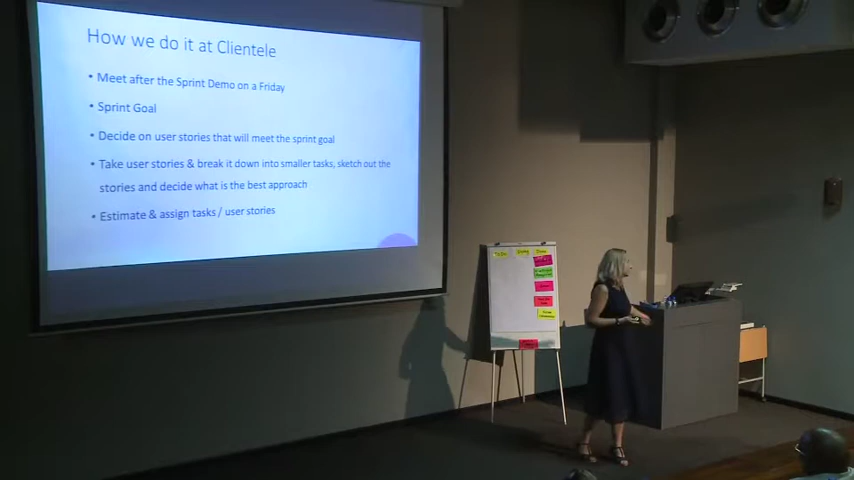 How we do it at Clientele
• Meet after the Sprint Demo on a Friday
• Sprint Goal
• Decide on user stories that will meet the sprint goal
• Take user stories & break it down into smaller tasks, sketch out the
stories and decide what is the best approach
• Estimate & assign tasks / user stories